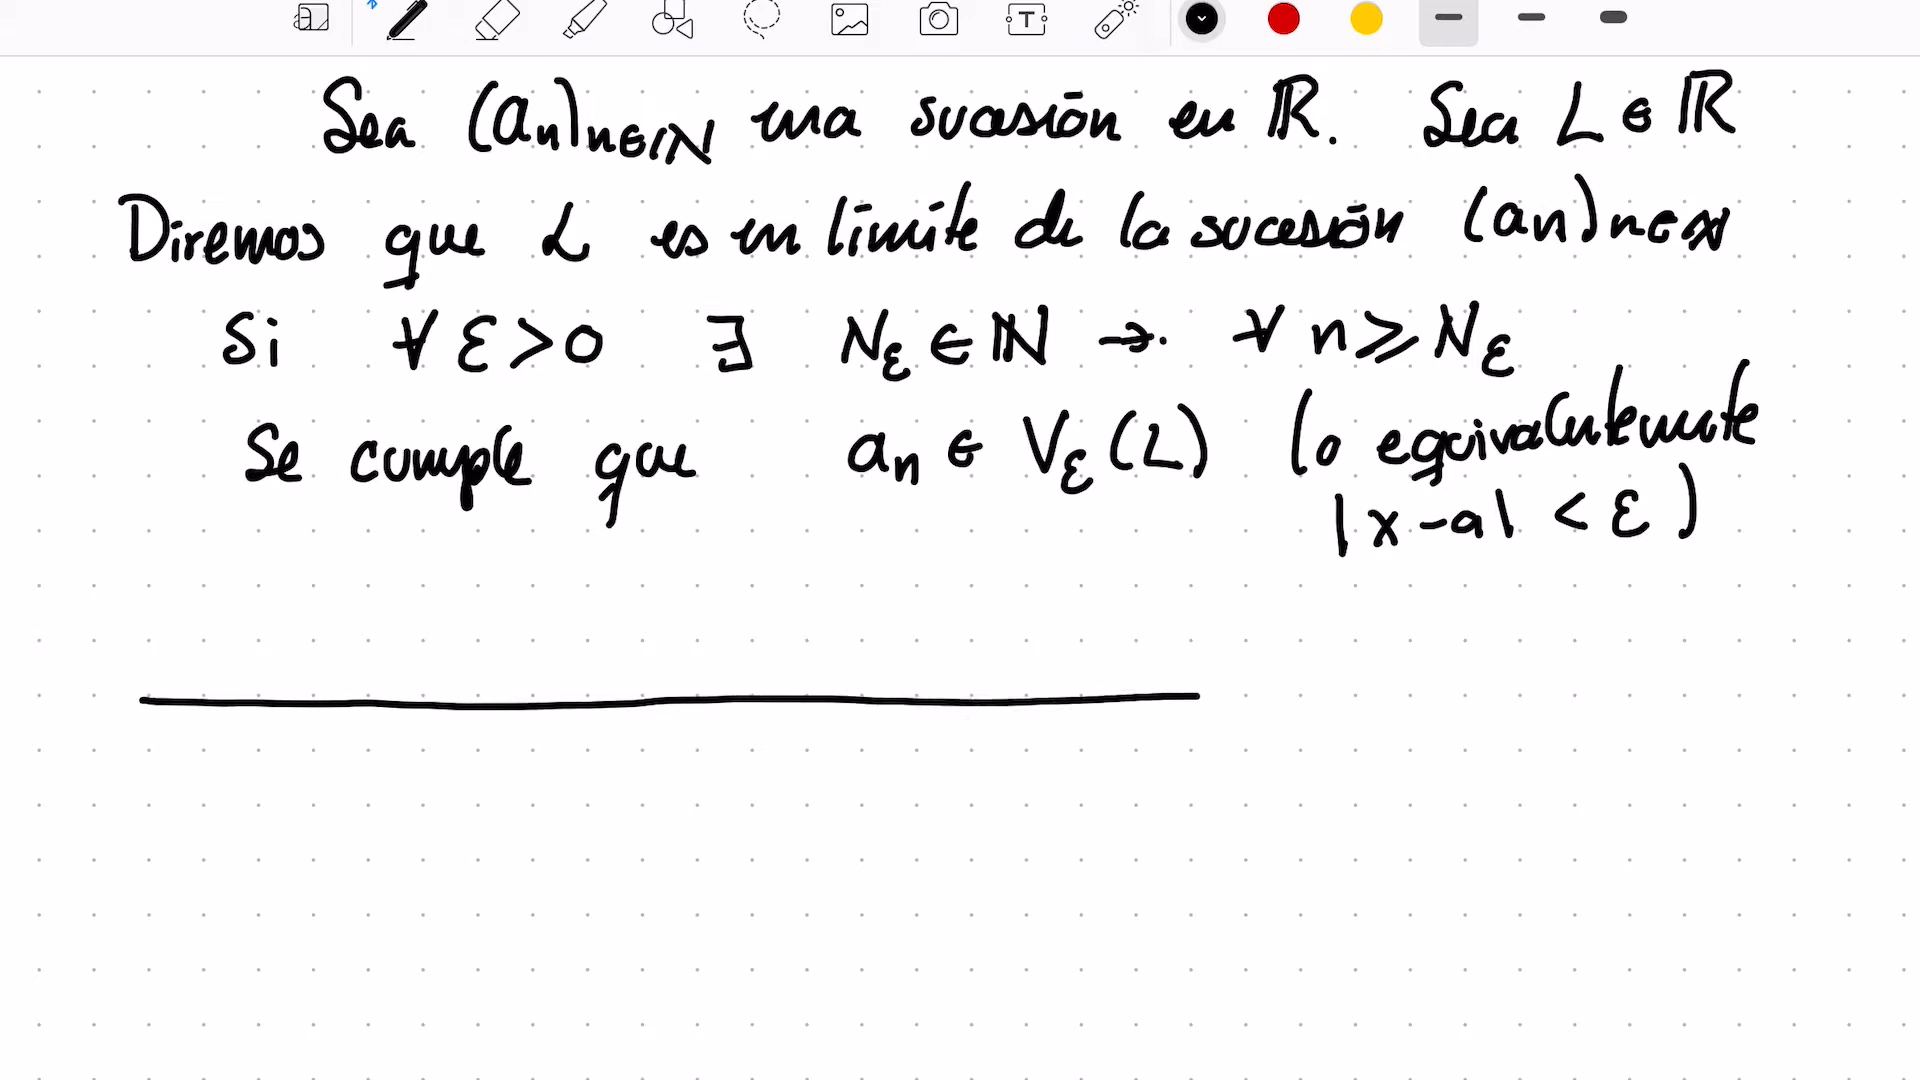 Sea (an)n∈ℕ una sucesión en ℝ. Sea L ∈ ℝ
Diremos que L es un límite de la sucesión (an)n∈ℕ
Si ∀ ε>0 ∃ Nε ∈ ℕ →. ∀ n ≥ Nε
Se cumple que an ∈ Vε(L) (o equivalentemente
|x-a| < ε)